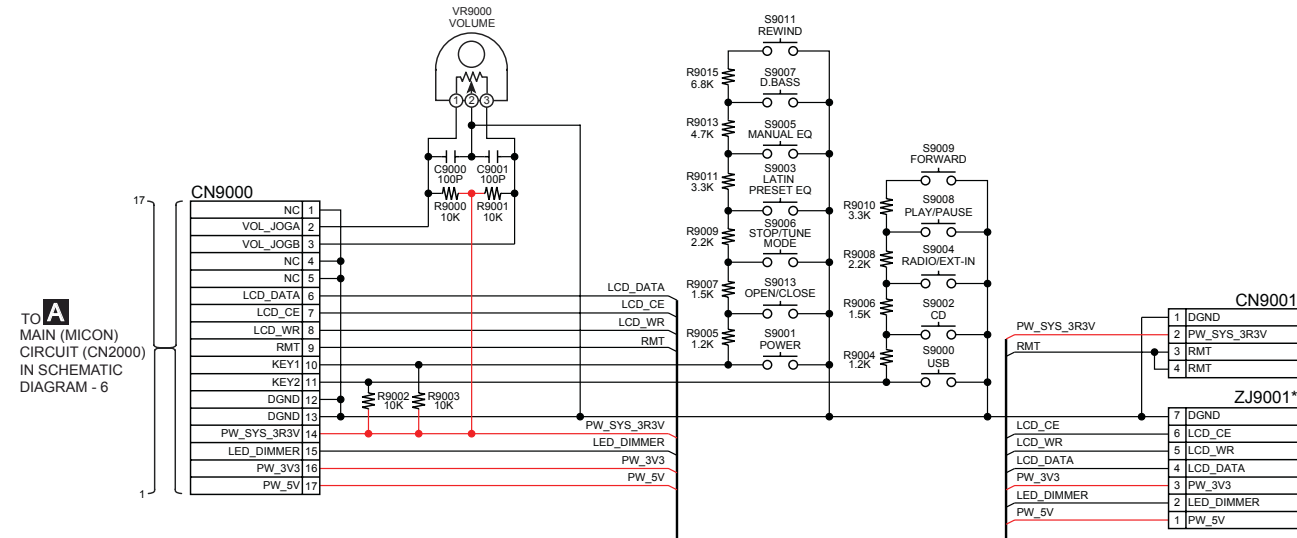 VR9000
VOLUME
1 2 3
C9000
100P
C9001
100P
R9000
10K
R9001
10K
S9011
REWIND
R9015
6.8K
S9007
D.BASS
R9013
4.7K
S9005
MANUAL EQ
R9011
3.3K
S9003
LATIN
PRESET EQ
R9009
2.2K
S9006
STOP/TUNE
MODE
R9007
1.5K
S9013
OPEN/CLOSE
R9005
1.2K
S9001
POWER
S9009
FORWARD
R9010
3.3K
S9008
PLAY/PAUSE
R9008
2.2K
S9004
RADIO/EXT-IN
R9006
1.5K
S9002
CD
R9004
1.2K
S9000
USB
TO A
MAIN (MICON)
CIRCUIT (CN2000)
IN SCHEMATIC
DIAGRAM - 6
17
1
CN9000
NC 1
VOL_JOGA 2
VOL_JOGB 3
NC 4
NC 5
LCD_DATA 6
LCD_CE 7
LCD_WR 8
RMT 9
KEY1 10
KEY2 11
DGND 12
DGND 13
PW_SYS_3R3V 14
LED_DIMMER 15
PW_3V3 16
PW_5V 17
R9002
10K
R9003
10K
LCD_DATA
LCD_CE
LCD_WR
RMT
PW_SYS_3R3V
LED_DIMMER
PW_3V3
PW_5V
PW_SYS_3R3V
RMT
LCD_CE
LCD_WR
LCD_DATA
PW_3V3
LED_DIMMER
PW_5V
CN9001
1 DGND
2 PW_SYS_3R3V
3 RMT
4 RMT
ZJ9001*
7 DGND
6 LCD_CE
5 LCD_WR
4 LCD_DATA
3 PW_3V3
2 LED_DIMMER
1 PW_5V